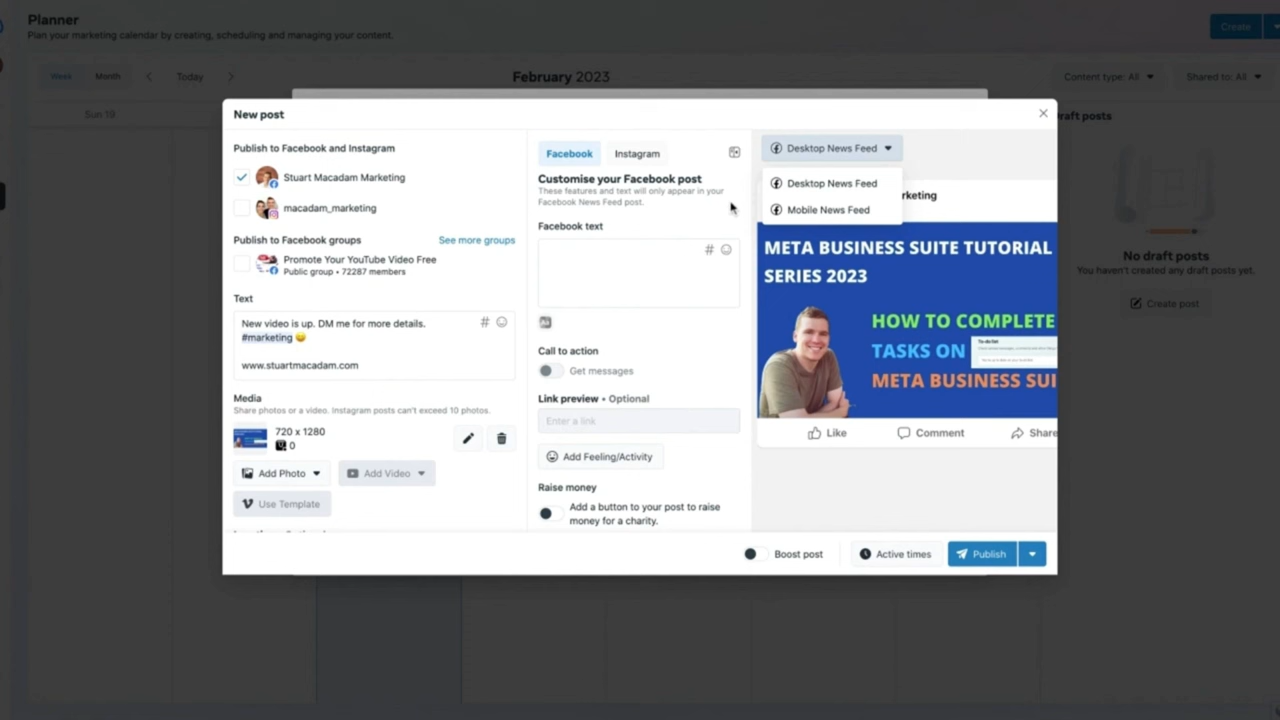 Planner
Plan your marketing calendar by creating, scheduling and managing your content.
Create
Week
Month
Today
February 2023
Content type: All
Shared to: All
Sun 19
New post
Publish to Facebook and Instagram
Stuart Macadam Marketing
macadam_marketing
Publish to Facebook groups
See more groups
Promote Your YouTube Video Free
Public group • 72287 members
Text
New video is up. DM me for more details.
#marketing 😄
www.stuartmacadam.com
Media
Share photos or a video. Instagram posts can't exceed 10 photos.
720 x 1280
0
Add Photo
Add Video
Use Template
Facebook
Instagram
Customise your Facebook post
These features and text will only appear in your
Facebook News Feed post.
Facebook text
#
Call to action
Get messages
Link preview • Optional
Enter a link
Add Feeling/Activity
Raise money
Add a button to your post to raise
money for a charity.
Desktop News Feed
Desktop News Feed
Mobile News Feed
rketing
META BUSINESS SUITE TUTORIAL
SERIES 2023
HOW TO COMPLETE
TASKS ON
To-do list
META BUSINESS SUI
Like
Comment
Share
Boost post
Active times
Publish
raft posts
No draft posts
You haven't created any draft posts yet.
Create post